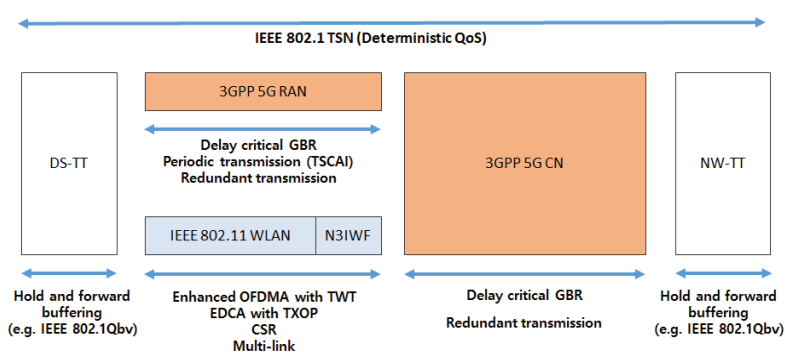 IEEE 802.1 TSN (Deterministic QoS)
DS-TT
3GPP 5G RAN
Delay critical GBR
Periodic transmission (TSCAI)
Redundant transmission
IEEE 802.11 WLAN
N3IWF
3GPP 5G CN
NW-TT
Hold and forward
buffering
(e.g. IEEE 802.1Qbv)
Enhanced OFDMA with TWT
EDCA with TXOP
CSR
Multi-link
Delay critical GBR
Redundant transmission
Hold and forward
buffering
(e.g. IEEE 802.1Qbv)